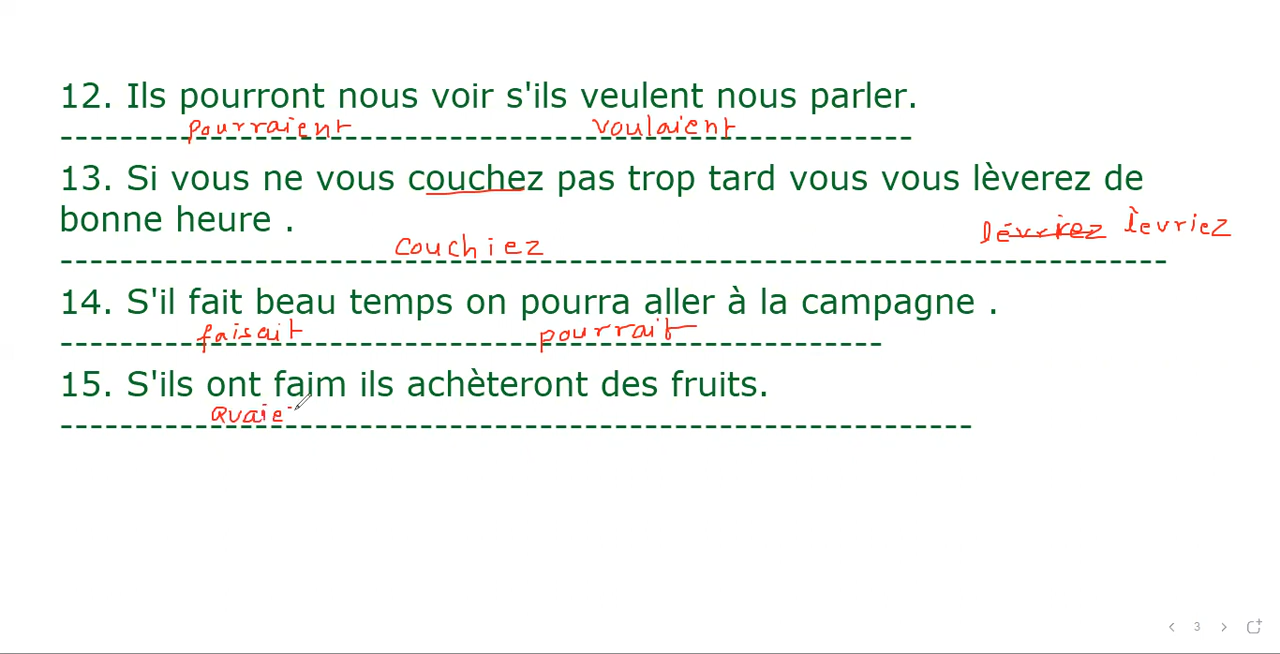 12. Ils pourront nous voir s'ils veulent nous parler.
pourraient voulaient
13. Si vous ne vous couchez pas trop tard vous vous lèverez de
bonne heure .
couchiez lévrirez lèvriez
14. S'il fait beau temps on pourra aller à la campagne .
faisait pourrait
15. S'ils ont faim ils achèteront des fruits.
avaie
3